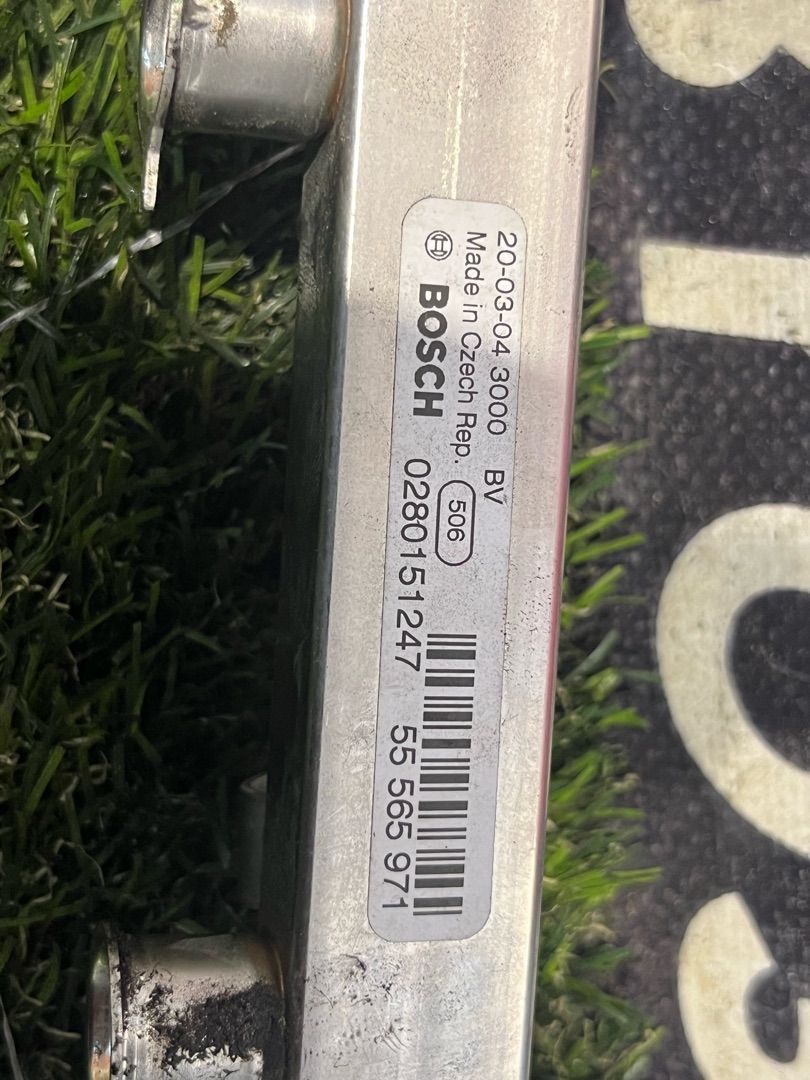 20-03-04 3000 BV
Made in Czech Rep. 506
BOSCH 0280151247 55 565 971